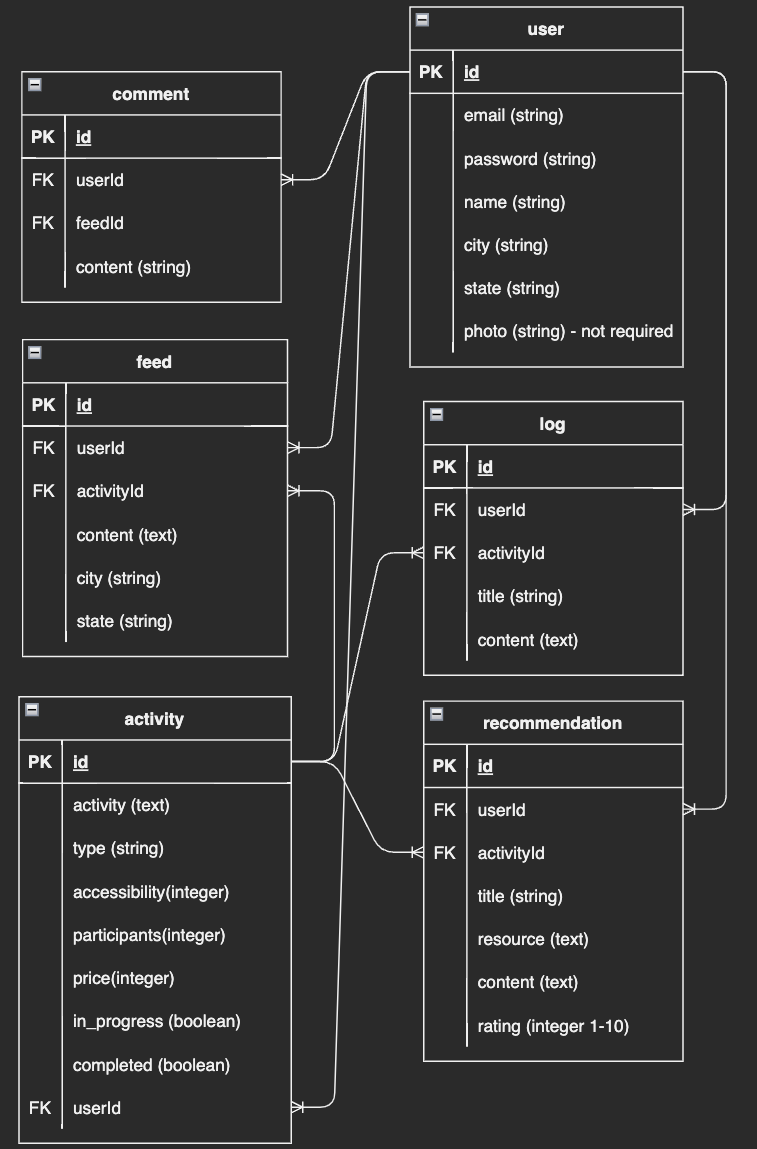 user
PK id
email (string)
password (string)
name (string)
city (string)
state (string)
photo (string) - not required
comment
PK id
FK userId
FK feedId
content (string)
feed
PK id
FK userId
FK activityId
content (text)
city (string)
state (string)
log
PK id
FK userId
FK activityId
title (string)
content (text)
activity
PK id
activity (text)
type (string)
accessibility(integer)
participants(integer)
price(integer)
in_progress (boolean)
completed (boolean)
FK userId
recommendation
PK id
FK userId
FK activityId
title (string)
resource (text)
content (text)
rating (integer 1-10)